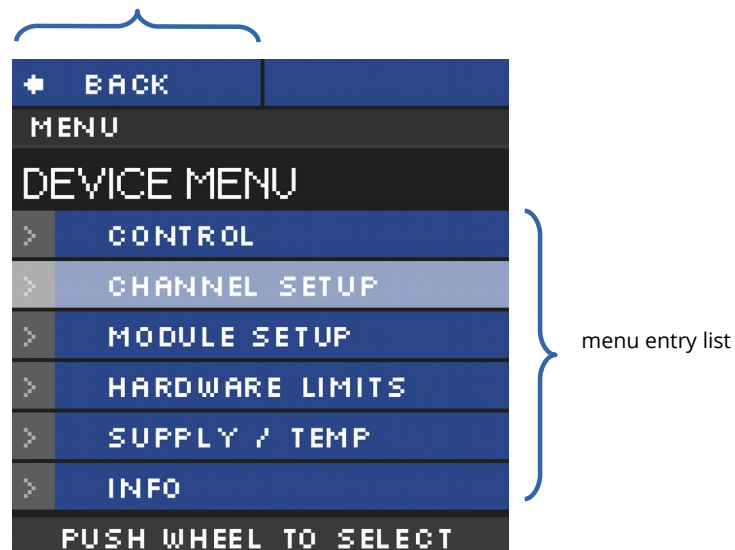 BACK
MENU
DEVICE MENU
> CONTROL
> CHANNEL SETUP
> MODULE SETUP
> HARDWARE LIMITS
> SUPPLY / TEMP
> INFO
menu entry list
PUSH WHEEL TO SELECT